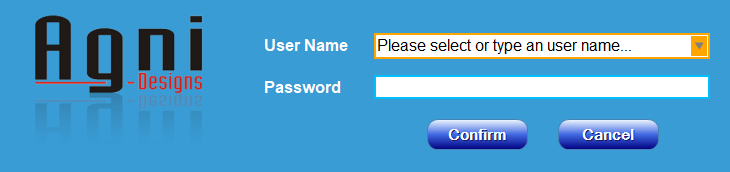 Agni
-Designs
User Name
Please select or type an user name...
Password
Confirm
Cancel